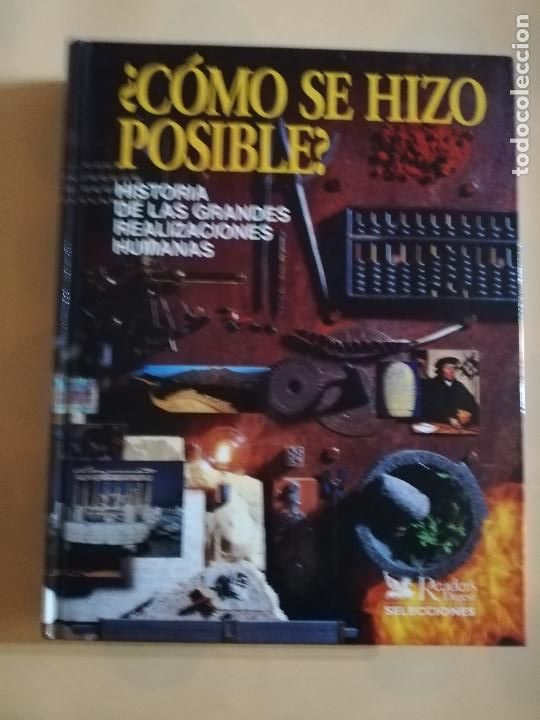 ¿CÓMO SE HIZO
POSIBLE?
HISTORIA
DE LAS GRANDES
REALIZACIONES
HUMANAS
Reader's
Digest
SELECCIONES
todocoleccion